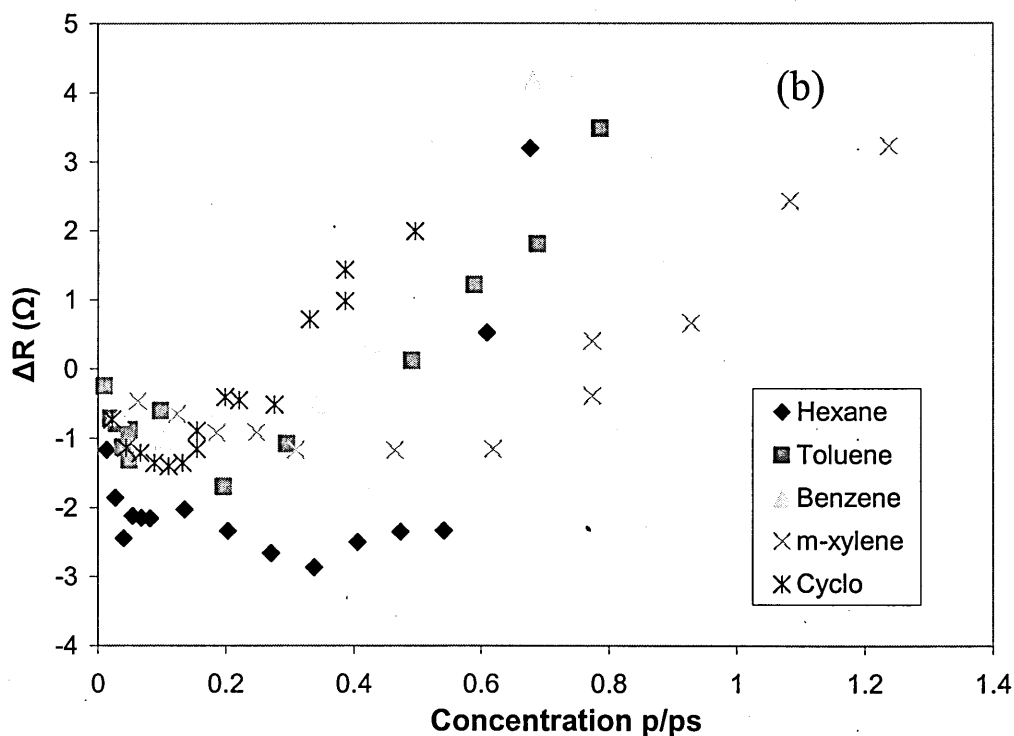 5
4
3
2
1
0
-1
-2
-3
-4
ΔR (Ω)
(b)
Hexane
Toluene
Benzene
m-xylene
Cyclo
0 0.2 0.4 0.6 0.8 1 1.2 1.4
Concentration p/ps